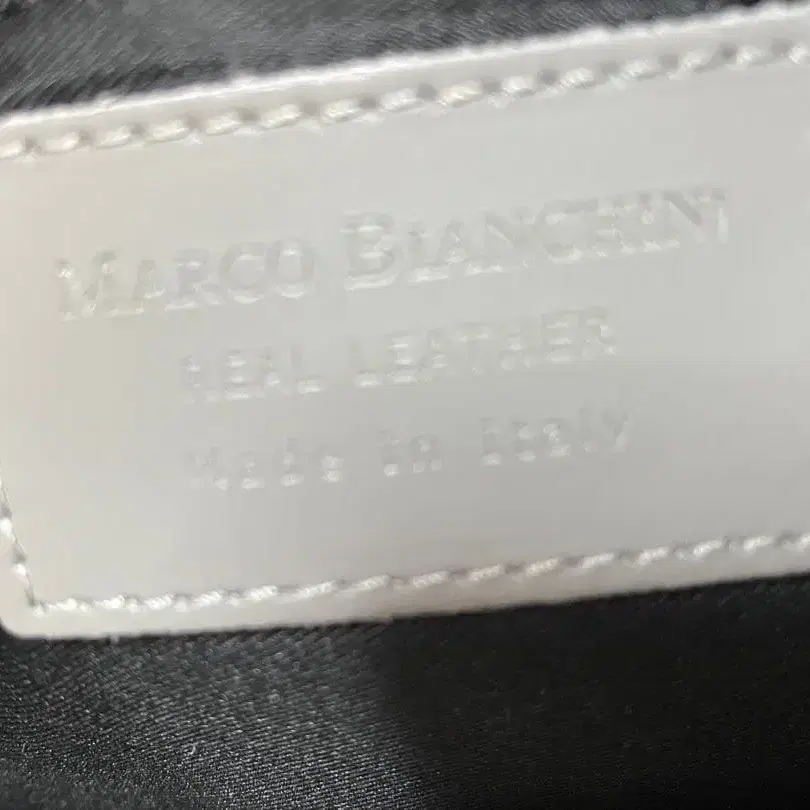 MARCO BIANCHINI
REAL LEATHER
Made in italy